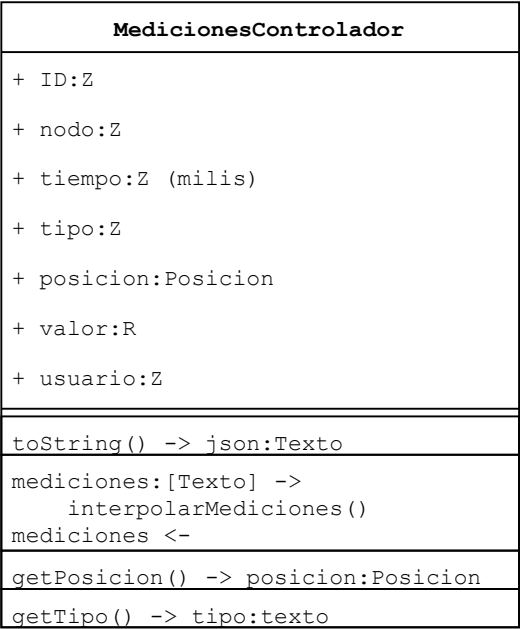 MedicionesControlador
+ ID:Z
+ nodo:Z
+ tiempo:Z (milis)
+ tipo:Z
+ posicion:Posicion
+ valor:R
+ usuario:Z
toString() -> json:Texto
mediciones:[Texto] ->
interpolarMediciones()
mediciones <-
getPosicion() -> posicion:Posicion
getTipo() -> tipo:texto